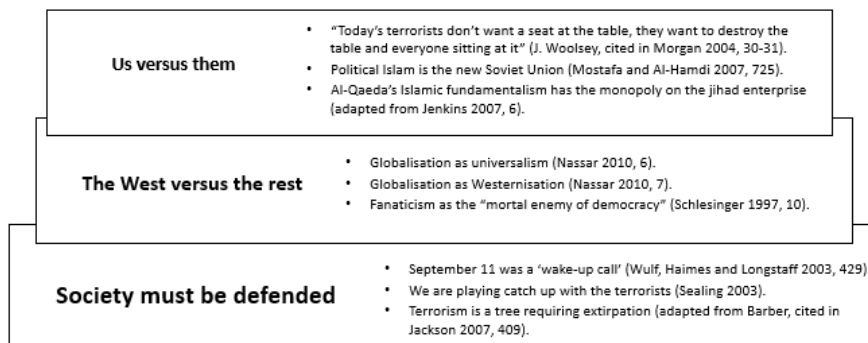 Us versus them
• “Today’s terrorists don’t want a seat at the table, they want to destroy the
table and everyone sitting at it” (J. Woolsey, cited in Morgan 2004, 30-31).
• Political Islam is the new Soviet Union (Mostafa and Al-Hamdi 2007, 725).
• Al-Qaeda’s Islamic fundamentalism has the monopoly on the jihad enterprise
(adapted from Jenkins 2007, 6).
The West versus the rest
• Globalisation as universalism (Nassar 2010, 6).
• Globalisation as Westernisation (Nassar 2010, 7).
• Fanaticism as the “mortal enemy of democracy” (Schlesinger 1997, 10).
Society must be defended
• September 11 was a ‘wake-up call’ (Wulf, Haimes and Longstaff 2003, 429)
• We are playing catch up with the terrorists (Sealing 2003).
• Terrorism is a tree requiring extirpation (adapted from Barber, cited in
Jackson 2007, 409).